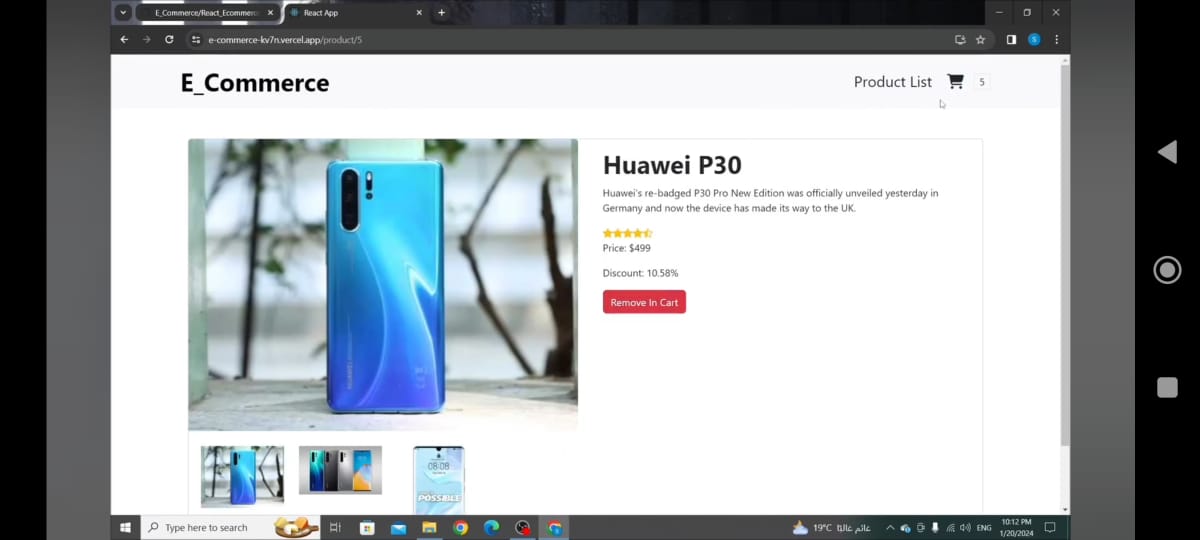 E_Commerce/React_Ecommerce
React App
e-commerce-kv7n.vercel.app/product/5
S
E_Commerce
Product List
5
Huawei P30
Huawei's re-badged P30 Pro New Edition was officially unveiled yesterday in
Germany and now the device has made its way to the UK.
Price: $499
Discount: 10.58%
Remove In Cart
HUAWEI
08:08
POSSIBLE
Type here to search
19°C غائم غالبًا
ENG
10:12 PM
1/20/2024